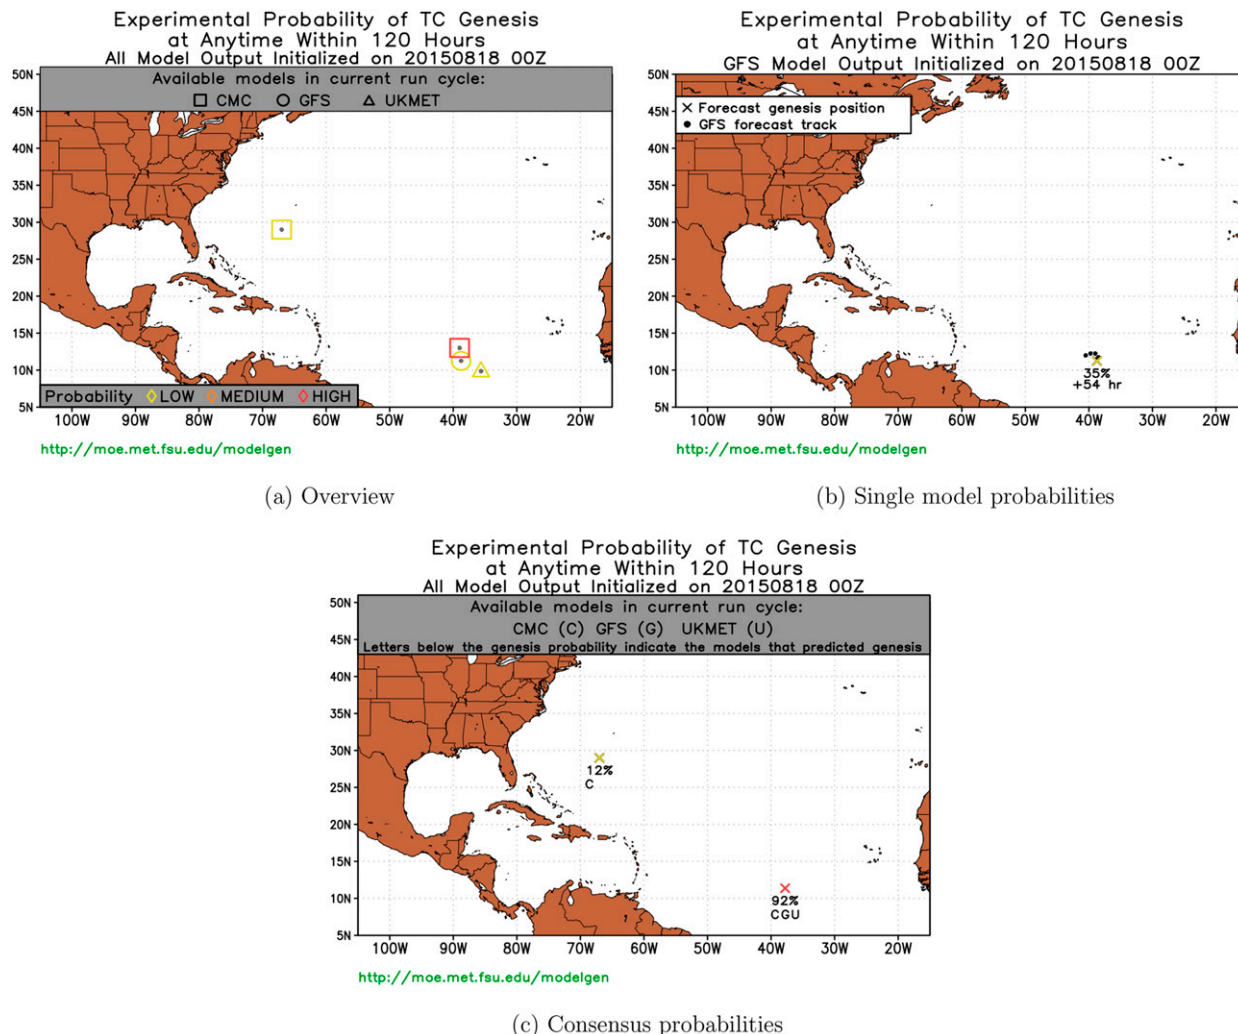 Experimental Probability of TC Genesis
at Anytime Within 120 Hours
All Model Output Initialized on 20150818 00Z
Available models in current run cycle:
CMC GFS UKMET
50N
45N
40N
35N
30N
25N
20N
15N
10N
5N
Probability LOW MEDIUM HIGH
100W 90W 80W 70W 60W 50W 40W 30W 20W
http://moe.met.fsu.edu/modelgen
(a) Overview
Experimental Probability of TC Genesis
at Anytime Within 120 Hours
GFS Model Output Initialized on 20150818 00Z
Forecast genesis position
GFS forecast track
50N
45N
40N
35N
30N
25N
20N
15N
10N
5N
35%
+54 hr
100W 90W 80W 70W 60W 50W 40W 30W 20W
http://moe.met.fsu.edu/modelgen
(b) Single model probabilities
Experimental Probability of TC Genesis
at Anytime Within 120 Hours
All Model Output Initialized on 20150818 00Z
Available models in current run cycle:
CMC (C) GFS (G) UKMET (U)
Letters below the genesis probability indicate the models that predicted genesis
50N
45N
40N
35N
30N
25N
20N
15N
10N
5N
12%
C
92%
CGU
100W 90W 80W 70W 60W 50W 40W 30W 20W
http://moe.met.fsu.edu/modelgen
(c) Consensus probabilities